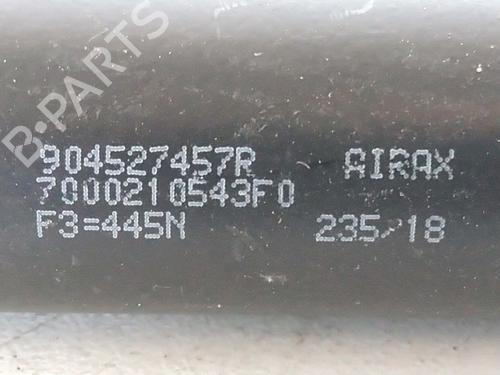 B-PARTS
904527457R AIRAX
7000210543F0
F3=445N 235/18